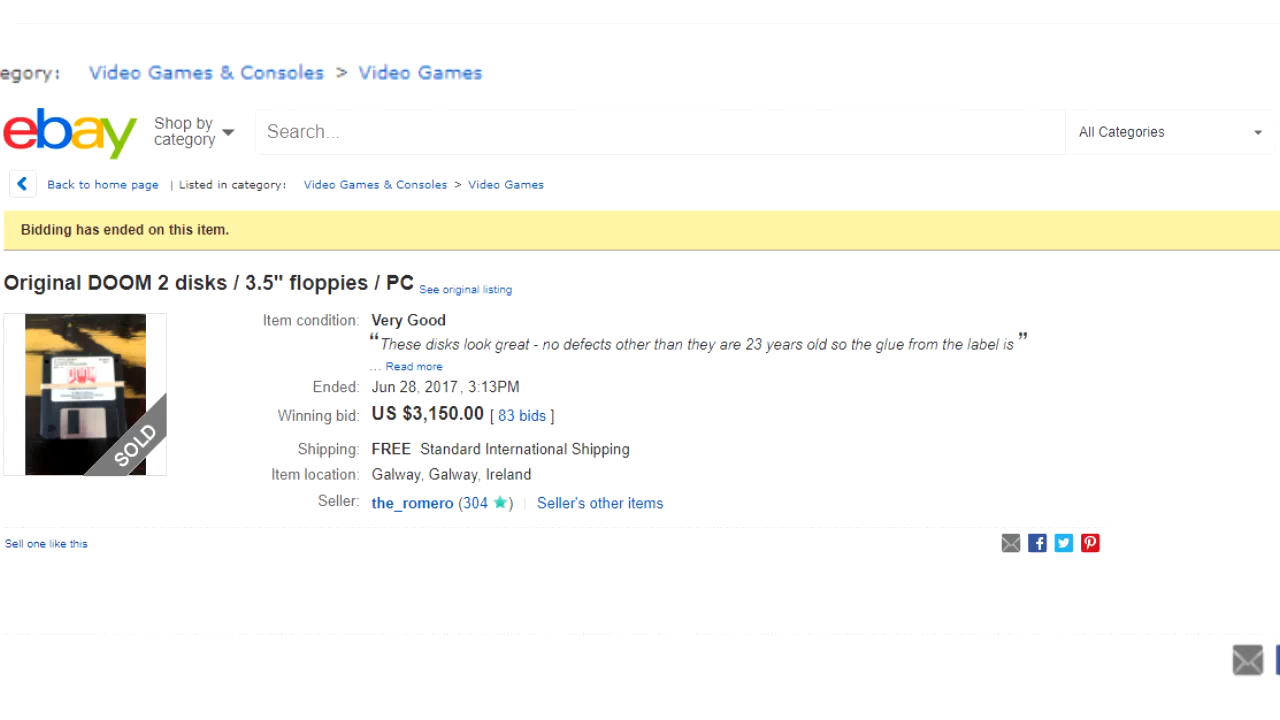 egory: Video Games & Consoles > Video Games
ebay Shop by category Search... All Categories
Back to home page | Listed in category: Video Games & Consoles > Video Games
Bidding has ended on this item.
Original DOOM 2 disks / 3.5" floppies / PC See original listing
Item condition: Very Good
“These disks look great - no defects other than they are 23 years old so the glue from the label is ”
... Read more
Ended: Jun 28, 2017 , 3:13PM
Winning bid: US $3,150.00 [ 83 bids ]
Shipping: FREE Standard International Shipping
Item location: Galway, Galway, Ireland
Seller: the_romero (304 ) | Seller's other items
DOOM
SOLD
Sell one like this